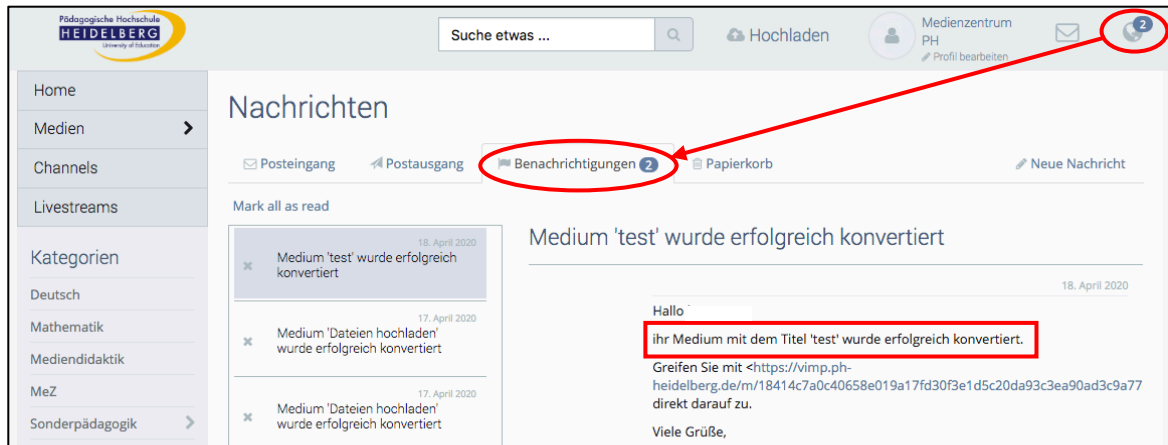 Pädagogische Hochschule
HEIDELBERG
University of Education
Suche etwas ...
Hochladen
Medienzentrum
PH
Profil bearbeiten
2
Home
Medien
Channels
Livestreams
Kategorien
Deutsch
Mathematik
Mediendidaktik
MeZ
Sonderpädagogik
Nachrichten
Posteingang
Postausgang
Benachrichtigungen 2
Papierkorb
Neue Nachricht
Mark all as read
18. April 2020
Medium 'test' wurde erfolgreich
konvertiert
17. April 2020
Medium 'Dateien hochladen'
wurde erfolgreich konvertiert
17. April 2020
Medium 'Dateien hochladen'
wurde erfolgreich konvertiert
Medium 'test' wurde erfolgreich konvertiert
18. April 2020
Hallo
ihr Medium mit dem Titel 'test' wurde erfolgreich konvertiert.
Greifen Sie mit <https://vimp.ph-
heidelberg.de/m/18414c7a0c40658e019a17fd30f3e1d5c20da93c3ea90ad3c9a77
direkt darauf zu.
Viele Grüße,